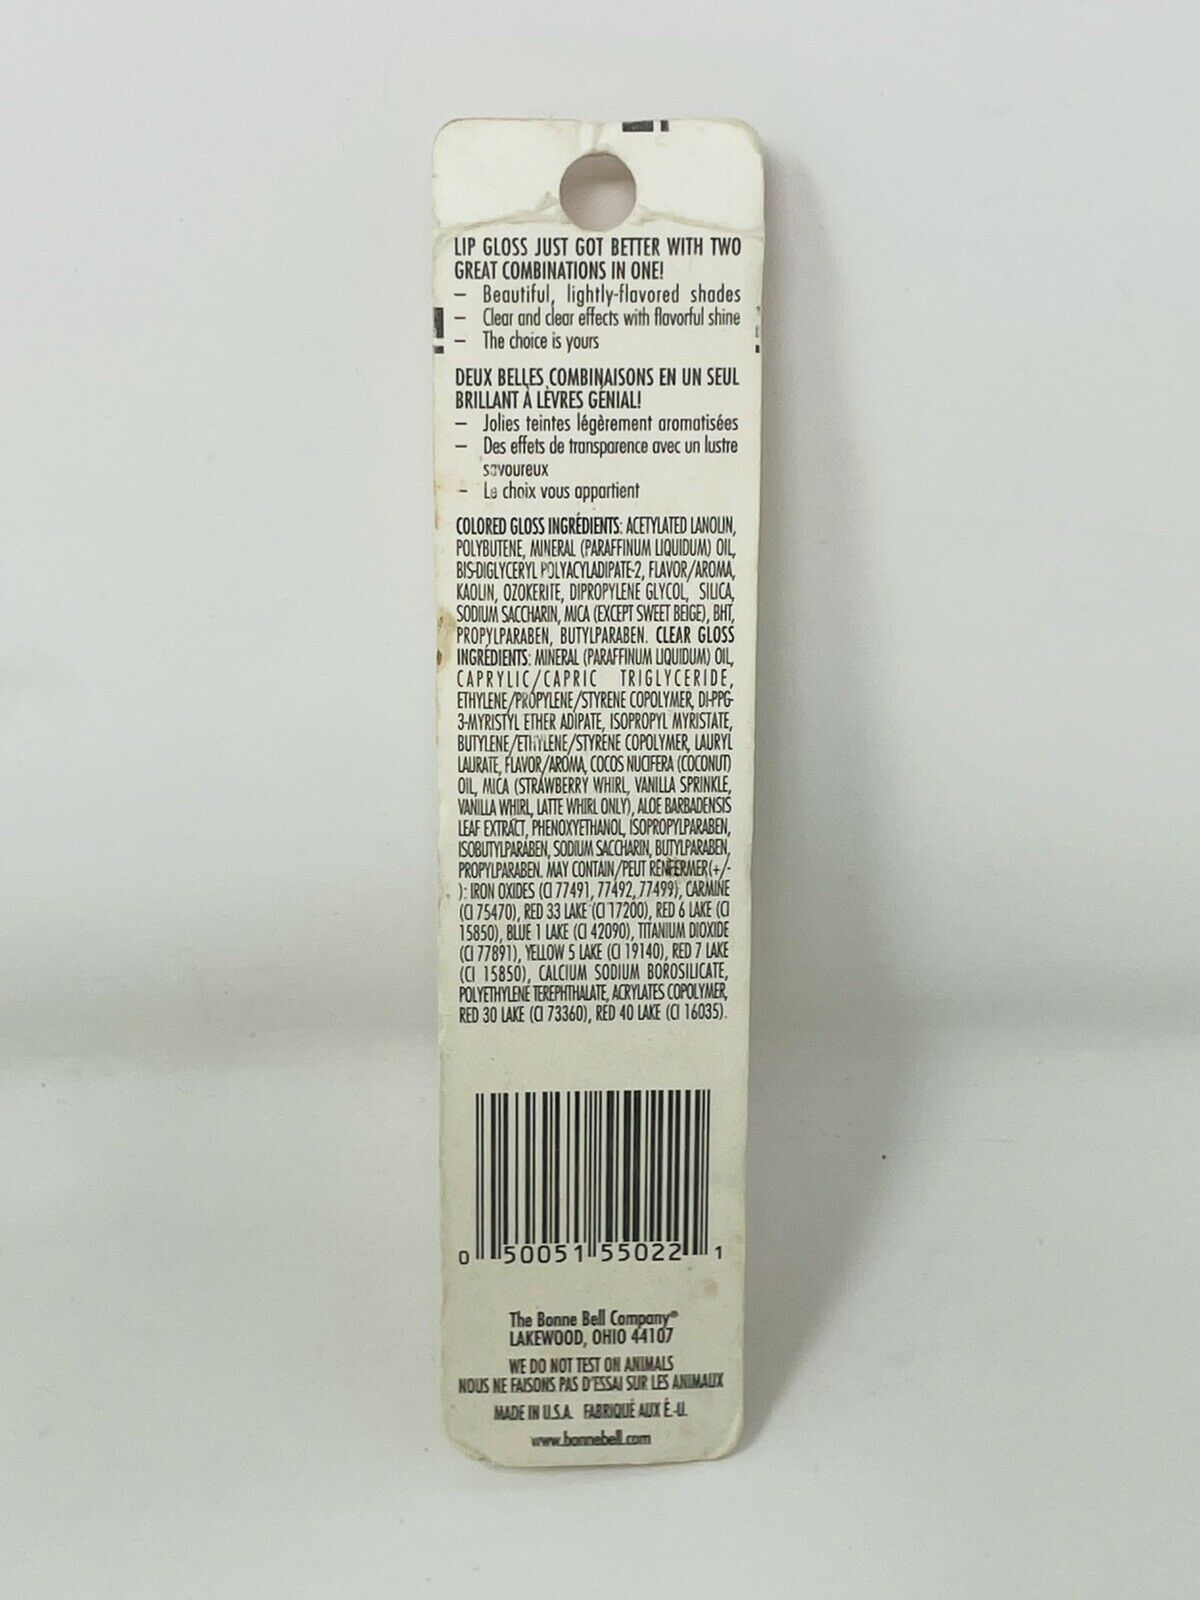 LIP GLOSS JUST GOT BETTER WITH TWO
GREAT COMBINATIONS IN ONE!
– Beautiful, lightly-flavored shades
– Clear and clear effects with flavorful shine
– The choice is yours
DEUX BELLES COMBINAISONS EN UN SEUL
BRILLANT À LÈVRES GÉNIAL!
– Jolies teintes légèrement aromatisées
– Des effets de transparence avec un lustre
savoureux
– Le choix vous appartient
COLORED GLOSS INGRÉDIENTS: ACETYLATED LANOLIN,
POLYBUTENE, MINERAL (PARAFFINUM LIQUIDUM) OIL,
BIS-DIGLYCERYL POLYACYLADIPATE-2, FLAVOR/AROMA,
KAOLIN, OZOKERITE, DIPROPYLENE GLYCOL, SILICA,
SODIUM SACCHARIN, MICA (EXCEPT SWEET BEIGE), BHT,
PROPYLPARABEN, BUTYLPARABEN. CLEAR GLOSS
INGRÉDIENTS: MINERAL (PARAFFINUM LIQUIDUM) OIL,
CAPRYLIC/CAPRIC TRIGLYCERIDE,
ETHYLENE/PROPYLENE/STYRENE COPOLYMER, DI-PPG-
3-MYRISTYL ETHER ADIPATE, ISOPROPYL MYRISTATE,
BUTYLENE/ETHYLENE/STYRENE COPOLYMER, LAURYL
LAURATE, FLAVOR/AROMA, COCOS NUCIFERA (COCONUT)
OIL, MICA (STRAWBERRY WHIRL, VANILLA SPRINKLE,
VANILLA WHIRL, LATTE WHIRL ONLY), ALOE BARBADENSIS
LEAF EXTRACT, PHENOXYETHANOL, ISOPROPYLPARABEN,
ISOBUTYLPARABEN, SODIUM SACCHARIN, BUTYLPARABEN,
PROPYLPARABEN. MAY CONTAIN/PEUT RENFERMER(+/-
): IRON OXIDES (CI 77491, 77492, 77499), CARMINE
(CI 75470), RED 33 LAKE (CI 17200), RED 6 LAKE (CI
15850), BLUE 1 LAKE (CI 42090), TITANIUM DIOXIDE
(CI 77891), YELLOW 5 LAKE (CI 19140), RED 7 LAKE
(CI 15850), CALCIUM SODIUM BOROSILICATE,
POLYETHYLENE TEREPHTHALATE, ACRYLATES COPOLYMER,
RED 30 LAKE (CI 73360), RED 40 LAKE (CI 16035).
0 50051 55022 1
The Bonne Bell Company®
LAKEWOOD, OHIO 44107
WE DO NOT TEST ON ANIMALS
NOUS NE FAISONS PAS D'ESSAI SUR LES ANIMAUX
MADE IN U.S.A. FABRIQUÉ AUX É.-U.
www.bonnebell.com